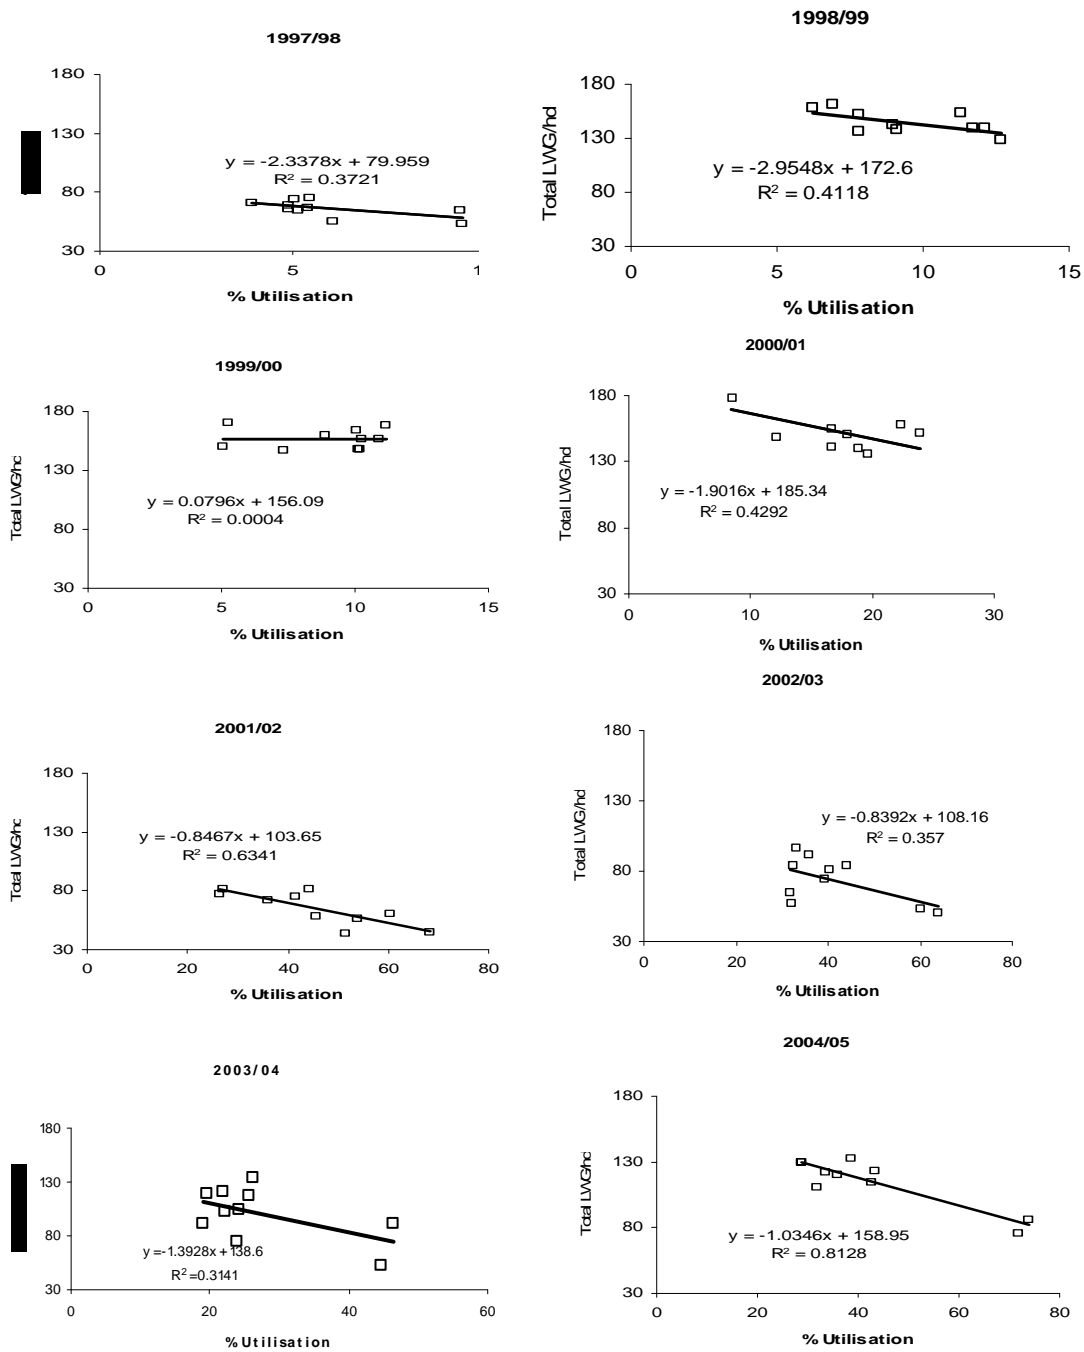 1997/98
180
130
80
30
y = -2.3378x + 79.959
R² = 0.3721
0 5 1
% Utilisation
1998/99
Total LWG/hd
180
130
80
30
y = -2.9548x + 172.6
R² = 0.4118
0 5 10 15
% Utilisation
1999/00
Total LWG/hd
180
130
80
30
y = 0.0796x + 156.09
R² = 0.0004
0 5 10 15
% Utilisation
2000/01
Total LWG/hd
180
130
80
30
y = -1.9016x + 185.34
R² = 0.4292
0 10 20 30
% Utilisation
2001/02
Total LWG/hd
180
130
80
30
y = -0.8467x + 103.65
R² = 0.6341
0 20 40 60 80
% Utilisation
2002/03
Total LWG/hd
180
130
80
30
y = -0.8392x + 108.16
R² = 0.357
0 20 40 60 80
% Utilisation
2003/04
180
130
80
30
y =-1.3928x + 138.6
R² =0.3141
0 20 40 60
% Utilisation
2004/05
Total LWG/hd
180
130
80
30
y = -1.0346x + 158.95
R² = 0.8128
0 20 40 60 80
% Utilisation